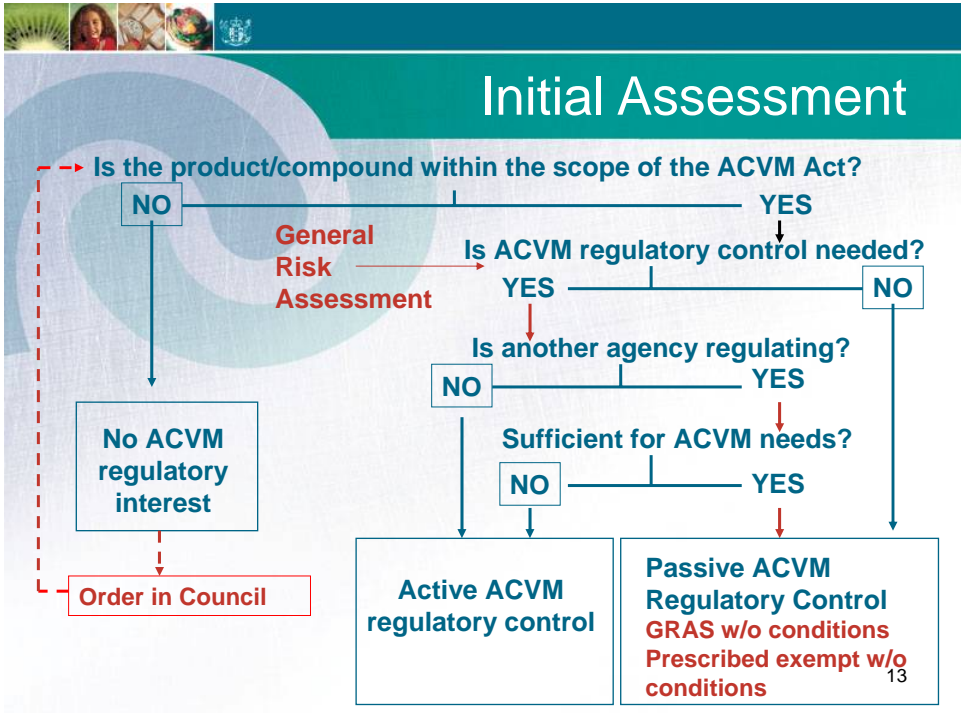 Initial Assessment
Is the product/compound within the scope of the ACVM Act?
NO
YES
General
Risk
Assessment
Is ACVM regulatory control needed?
YES
NO
Is another agency regulating?
NO
YES
Sufficient for ACVM needs?
NO
YES
No ACVM
regulatory
interest
Order in Council
Active ACVM
regulatory control
Passive ACVM
Regulatory Control
GRAS w/o conditions
Prescribed exempt w/o
conditions
13